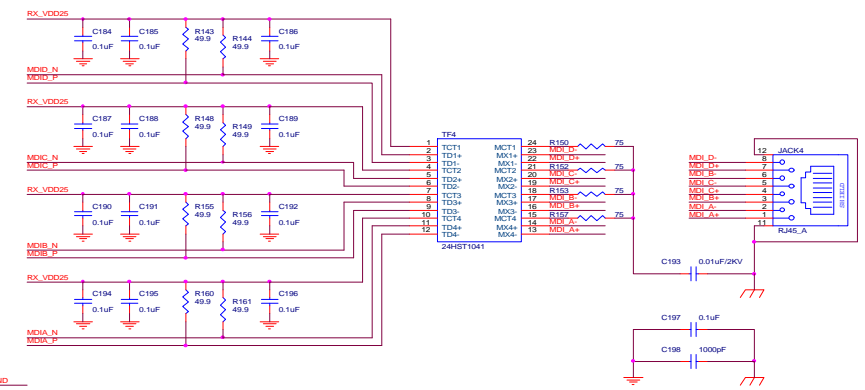 RX_VDD25
C184
0.1uF
C185
0.1uF
R143
49.9
R144
49.9
C186
0.1uF
MDID_N
MDID_P
RX_VDD25
C187
0.1uF
C188
0.1uF
R148
49.9
R149
49.9
C189
0.1uF
MDIC_N
MDIC_P
RX_VDD25
C190
0.1uF
C191
0.1uF
R155
49.9
R156
49.9
C192
0.1uF
MDIB_N
MDIB_P
RX_VDD25
C194
0.1uF
C195
0.1uF
R160
49.9
R161
49.9
C196
0.1uF
MDIA_N
MDIA_P
ND
TF4
1 TCT1 MCT1 24 R150 75
2 TD1+ MX1+ 23 MDI_D-
3 TD1- MX1- 22 MDI_D+
4 TCT2 MCT2 21 R152 75
5 TD2+ MX2+ 20 MDI_C-
6 TD2- MX2- 19 MDI_C+
7 TCT3 MCT3 18 R153 75
8 TD3+ MX3+ 17 MDI_B-
9 TD3- MX3- 16 MDI_B+
10 TCT4 MCT4 15 R157 75
11 TD4+ MX4+ 14 MDI_A-
12 TD4- MX4- 13 MDI_A+
24HST1041
12 JACK4
MDI_D- 8
MDI_D+ 7
MDI_B- 6
MDI_C- 5
MDI_C+ 4
MDI_B+ 3
MDI_A- 2
MDI_A+ 1
11
SHIELD
RJ45_A
C193 0.01uF/2KV
C197 0.1uF
C198 1000pF